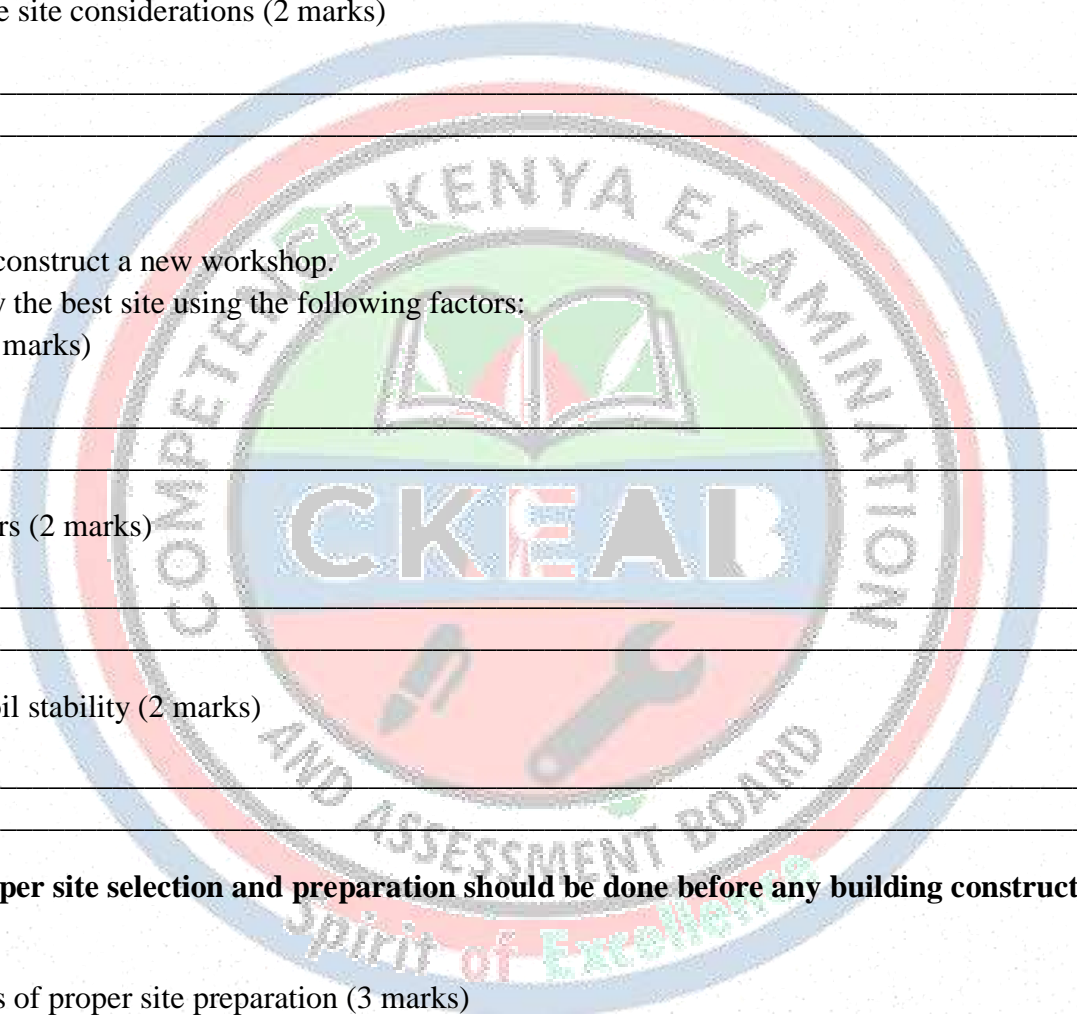 e site considerations (2 marks)
construct a new workshop.
y the best site using the following factors:
marks)
rs (2 marks)
oil stability (2 marks)
per site selection and preparation should be done before any building construct
s of proper site preparation (3 marks)
COMPETENCE KENYA EXAMINATION
CKEAB
AND ASSESSMENT BOARD
Spirit of Excellence